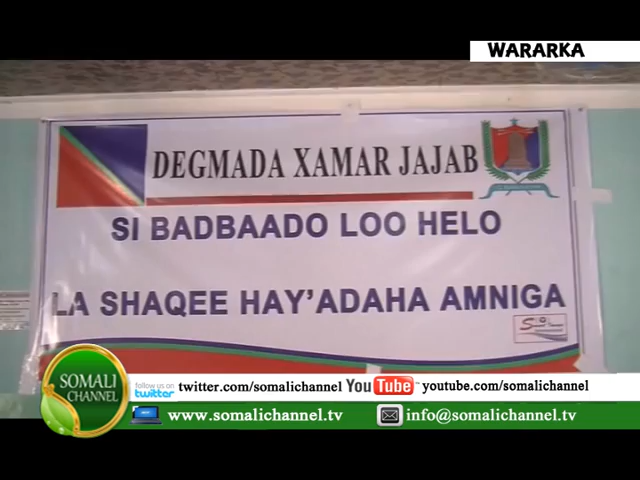 WARARKA
DEGMADA XAMAR JAJAB
SI BADBAADO LOO HELO
LA SHAQEE HAY'ADAHA AMNIGA
SOMALI
CHANNEL
follow us on
twitter
twitter.com/somalichannel
YouTube
youtube.com/somalichannel
www.somalichannel.tv
info@somalichannel.tv